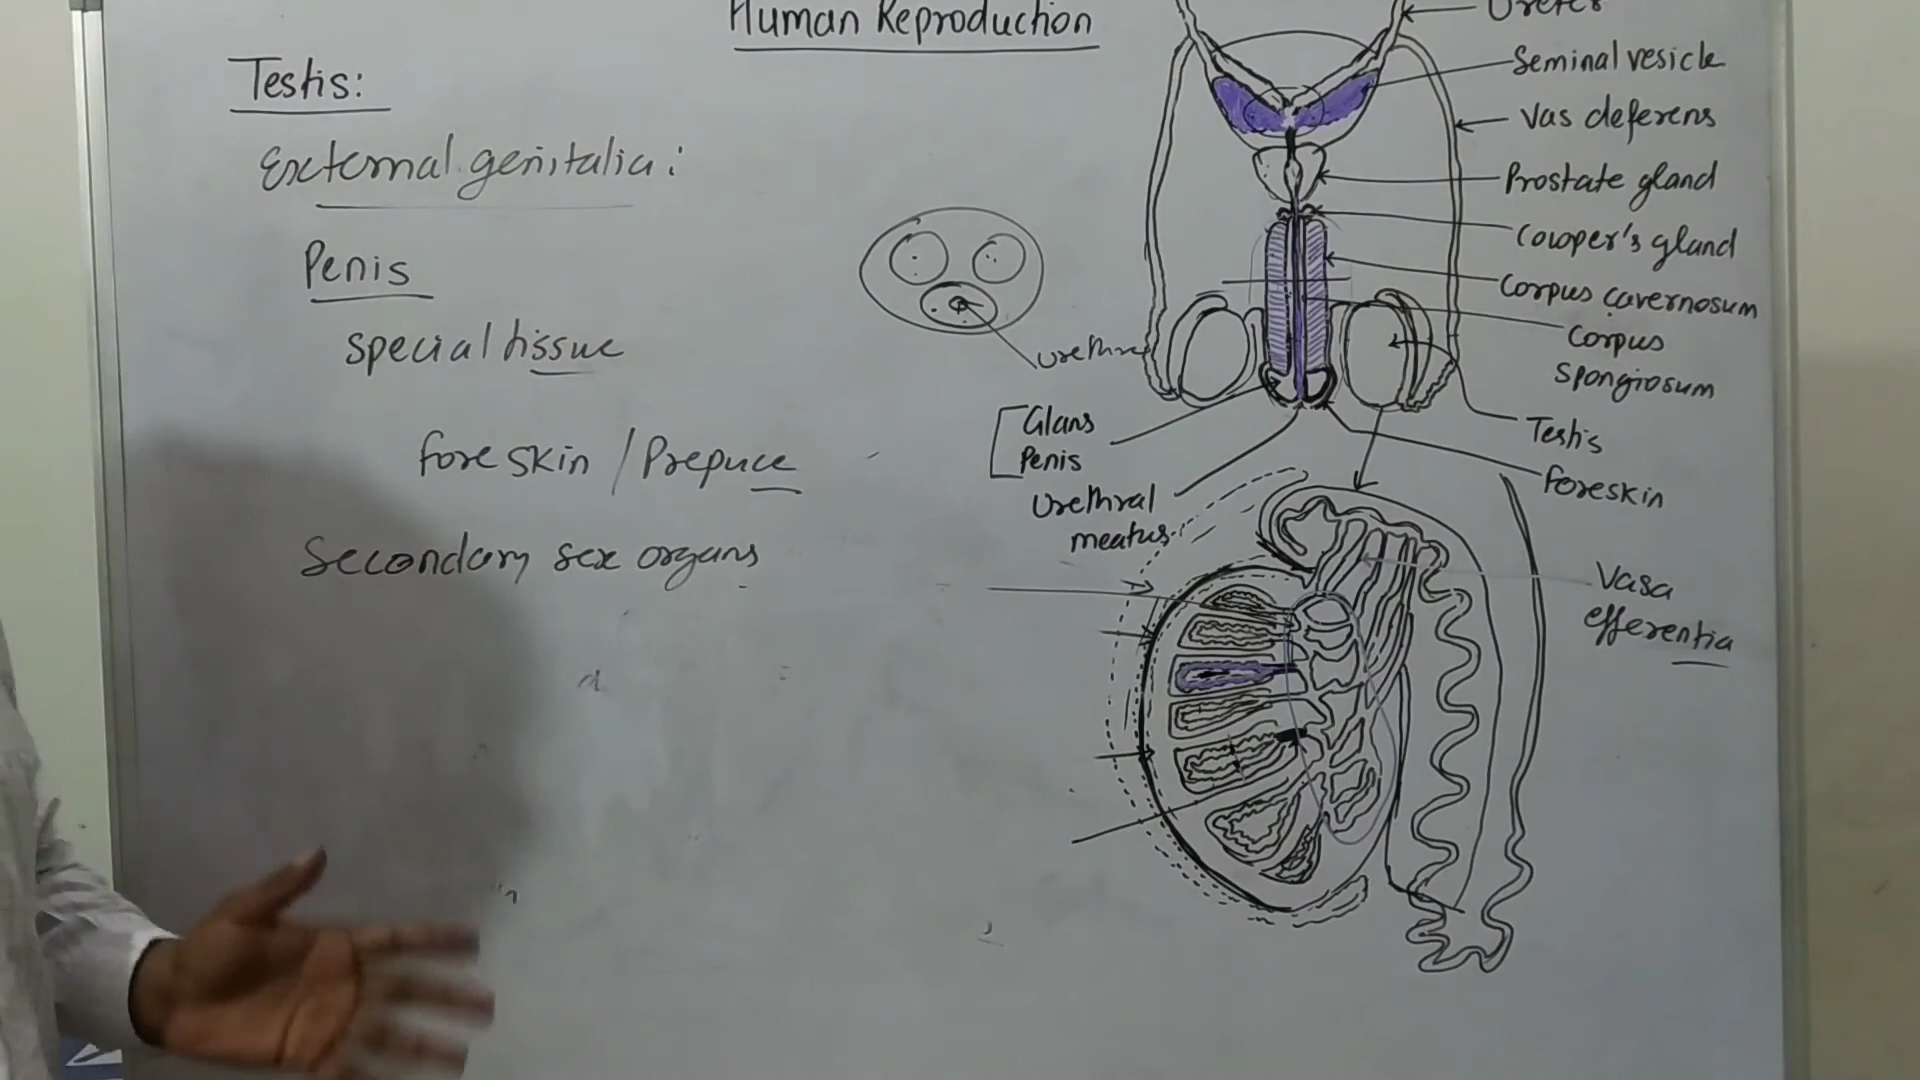 Human Reproduction
Testis:
External genitalia:
Penis
special tissue
foreskin / Prepuce
Secondary sex organs
urethra
Glans
Penis
Urethral
meatus
Ureter
Seminal vesicle
Vas deferens
Prostate gland
Cowper's gland
Corpus cavernosum
Corpus
spongiosum
Testis
foreskin
Vasa
efferentia